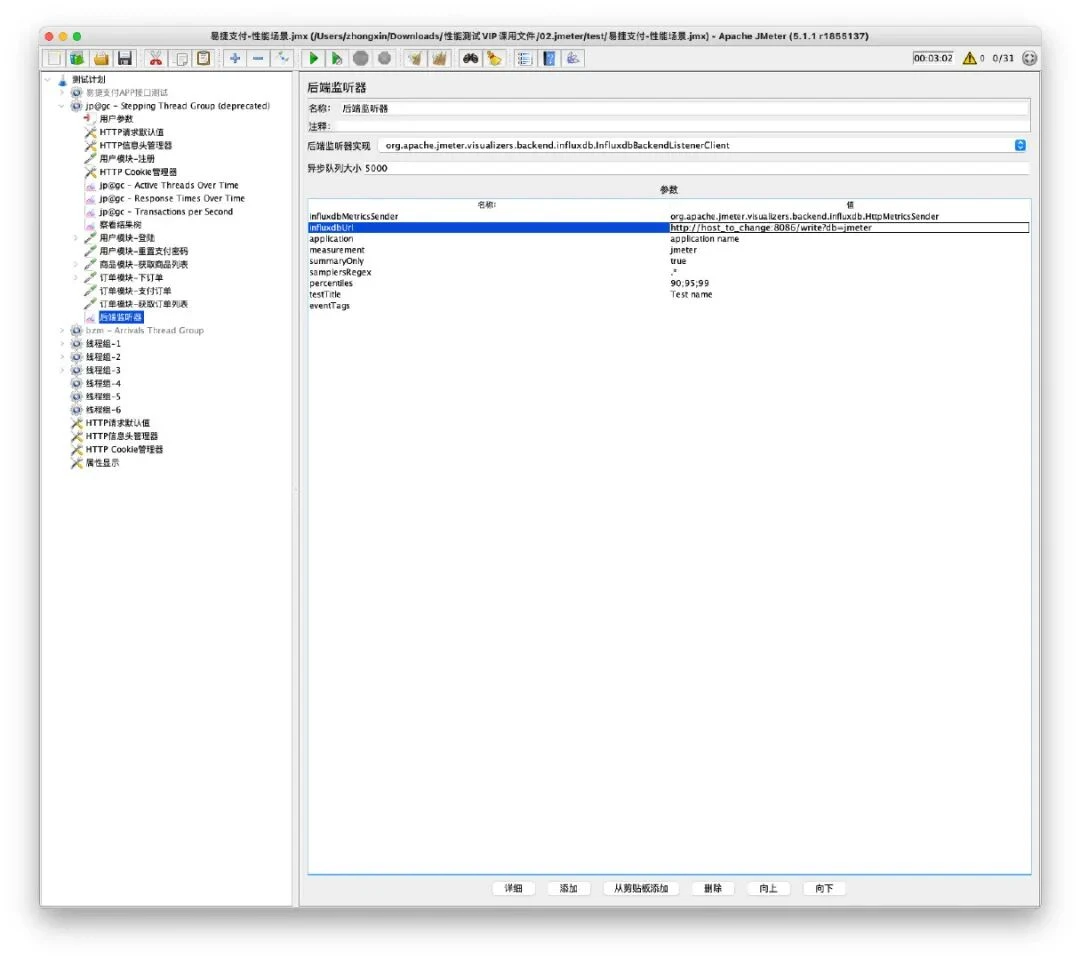 易捷支付-性能场景.jmx (/Users/zhongxin/Downloads/性能测试VIP课用文件/02.jmeter/test/易捷支付-性能场景.jmx) - Apache JMeter (5.1.1 r1855137)
00:03:02 0 0/31
测试计划
易捷支付APP接口测试
jp@gc - Stepping Thread Group (deprecated)
用户参数
HTTP请求默认值
HTTP信息头管理器
用户模块-注册
HTTP Cookie管理器
jp@gc - Active Threads Over Time
jp@gc - Response Times Over Time
jp@gc - Transactions per Second
察看结果树
用户模块-登陆
用户模块-重置支付密码
商品模块-获取商品列表
订单模块-下订单
订单模块-支付订单
订单模块-获取订单列表
后端监听器
bzm - Arrivals Thread Group
线程组-1
线程组-2
线程组-3
线程组-4
线程组-5
线程组-6
HTTP请求默认值
HTTP信息头管理器
HTTP Cookie管理器
属性显示
后端监听器
名称: 后端监听器
注释:
后端监听器实现 org.apache.jmeter.visualizers.backend.influxdb.InfluxdbBackendListenerClient
异步队列大小 5000
参数
名称: 值
influxdbMetricsSender org.apache.jmeter.visualizers.backend.influxdb.HttpMetricsSender
influxdbUrl http://host_to_change:8086/write?db=jmeter
application application name
measurement jmeter
summaryOnly true
samplersRegex .*
percentiles 90;95;99
testTitle Test name
eventTags
详细 添加 从剪贴板添加 删除 向上 向下